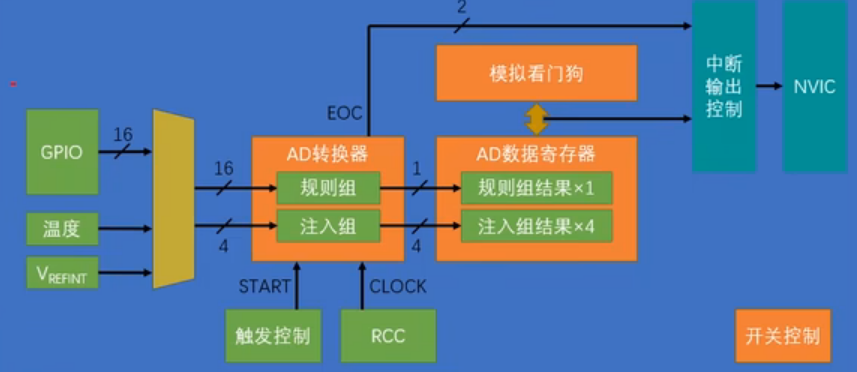 2
模拟看门狗
中断
输出
控制
NVIC
EOC
GPIO
16
AD转换器
AD数据寄存器
16
规则组
1
规则组结果×1
温度
4
注入组
4
注入组结果×4
VREFINT
START
CLOCK
触发控制
RCC
开关控制